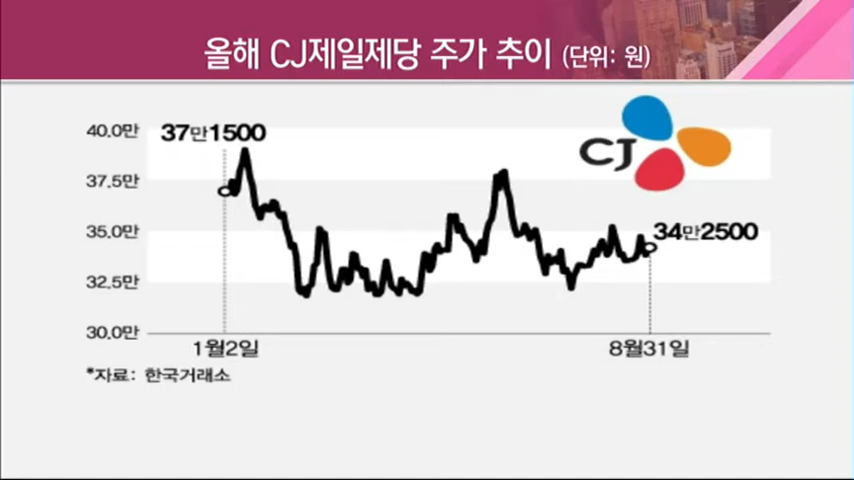 올해 CJ제일제당 주가 추이 (단위: 원)
40.0만
37만1500
CJ
37.5만
35.0만
34만2500
32.5만
30.0만
1월2일
8월31일
*자료: 한국거래소